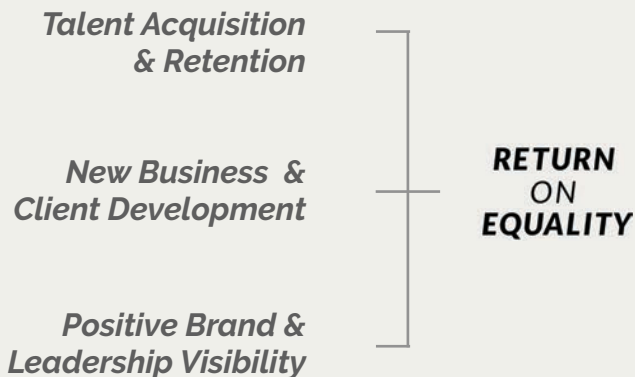 Talent Acquisition
& Retention
New Business &
Client Development
Positive Brand &
Leadership Visibility
RETURN
ON
EQUALITY